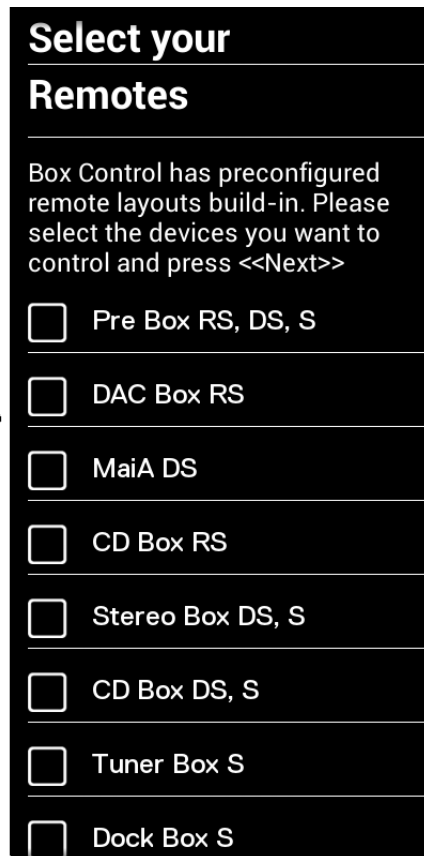 Select your
Remotes
Box Control has preconfigured
remote layouts build-in. Please
select the devices you want to
control and press <<Next>>
Pre Box RS, DS, S
DAC Box RS
MaiA DS
CD Box RS
Stereo Box DS, S
CD Box DS, S
Tuner Box S
Dock Box S